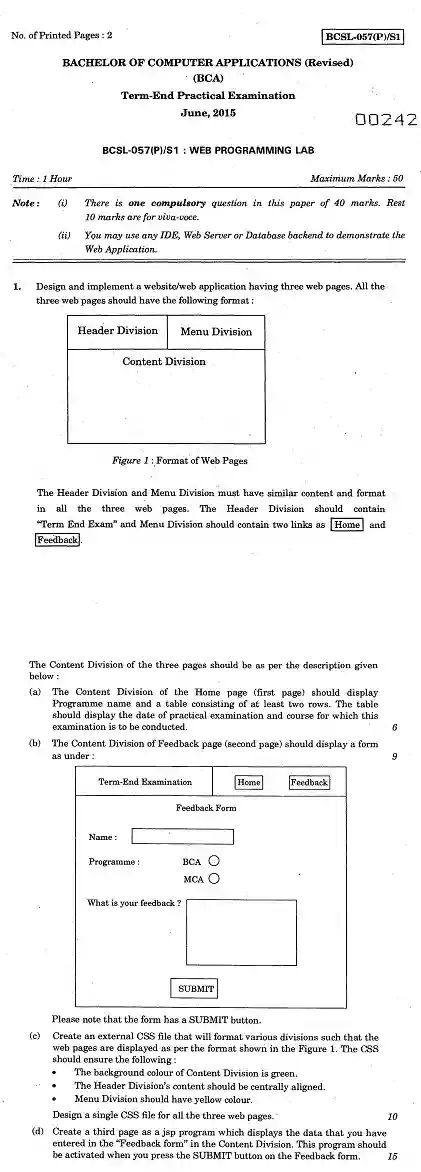 No. of Printed Pages : 2
BCSL-057(P)/S1
BACHELOR OF COMPUTER APPLICATIONS (Revised)
(BCA)
Term-End Practical Examination
June, 2015
00242
BCSL-057(P)/S1 : WEB PROGRAMMING LAB
Time : 1 Hour
Maximum Marks : 50
Note : (i) There is one compulsory question in this paper of 40 marks. Rest
10 marks are for viva-voce.
(ii) You may use any IDE, Web Server or Database backend to demonstrate the
Web Application.
1. Design and implement a website/web application having three web pages. All the
three web pages should have the following format :
Header Division
Menu Division
Content Division
Figure 1 : Format of Web Pages
The Header Division and Menu Division must have similar content and format
in all the three web pages. The Header Division should contain
“Term End Exam” and Menu Division should contain two links as Home and
Feedback.
The Content Division of the three pages should be as per the description given
below :
(a) The Content Division of the Home page (first page) should display
Programme name and a table consisting of at least two rows. The table
should display the date of practical examination and course for which this
examination is to be conducted. 6
(b) The Content Division of Feedback page (second page) should display a form
as under : 9
Term-End Examination
Home
Feedback
Feedback Form
Name :
Programme : BCA
MCA
What is your feedback ?
SUBMIT
Please note that the form has a SUBMIT button.
(c) Create an external CSS file that will format various divisions such that the
web pages are displayed as per the format shown in the Figure 1. The CSS
should ensure the following :
• The background colour of Content Division is green.
• The Header Division's content should be centrally aligned.
• Menu Division should have yellow colour.
Design a single CSS file for all the three web pages. 10
(d) Create a third page as a jsp program which displays the data that you have
entered in the “Feedback form” in the Content Division. This program should
be activated when you press the SUBMIT button on the Feedback form. 15